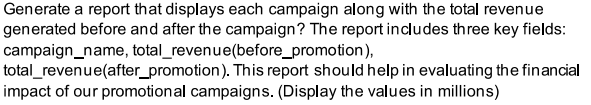 Generate a report that displays each campaign along with the total revenue
generated before and after the campaign? The report includes three key fields:
campaign_name, total_revenue(before_promotion),
total_revenue(after_promotion). This report should help in evaluating the financial
impact of our promotional campaigns. (Display the values in millions)